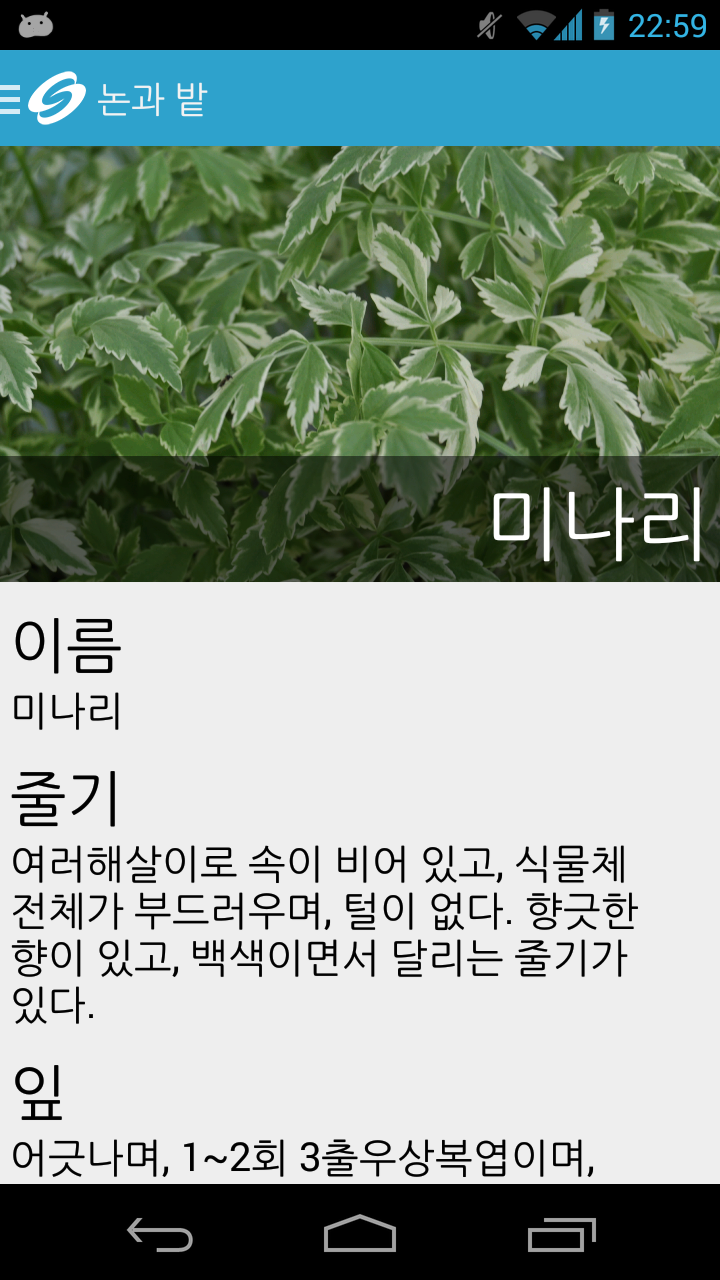 22:59
논과 밭
미나리
이름
미나리
줄기
여러해살이로 속이 비어 있고, 식물체
전체가 부드러우며, 털이 없다. 향긋한
향이 있고, 백색이면서 달리는 줄기가
있다.
잎
어긋나며, 1~2회 3출우상복엽이며,